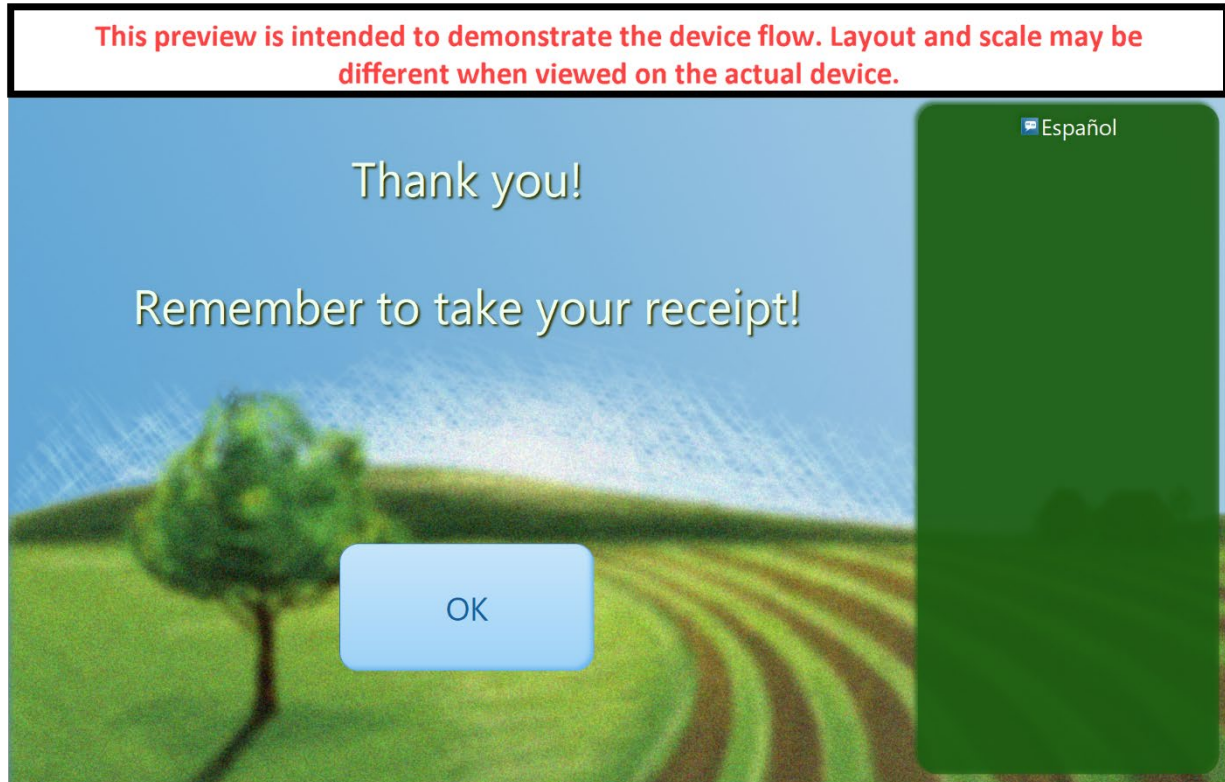 This preview is intended to demonstrate the device flow. Layout and scale may be
different when viewed on the actual device.
Español
Thank you!
Remember to take your receipt!
OK